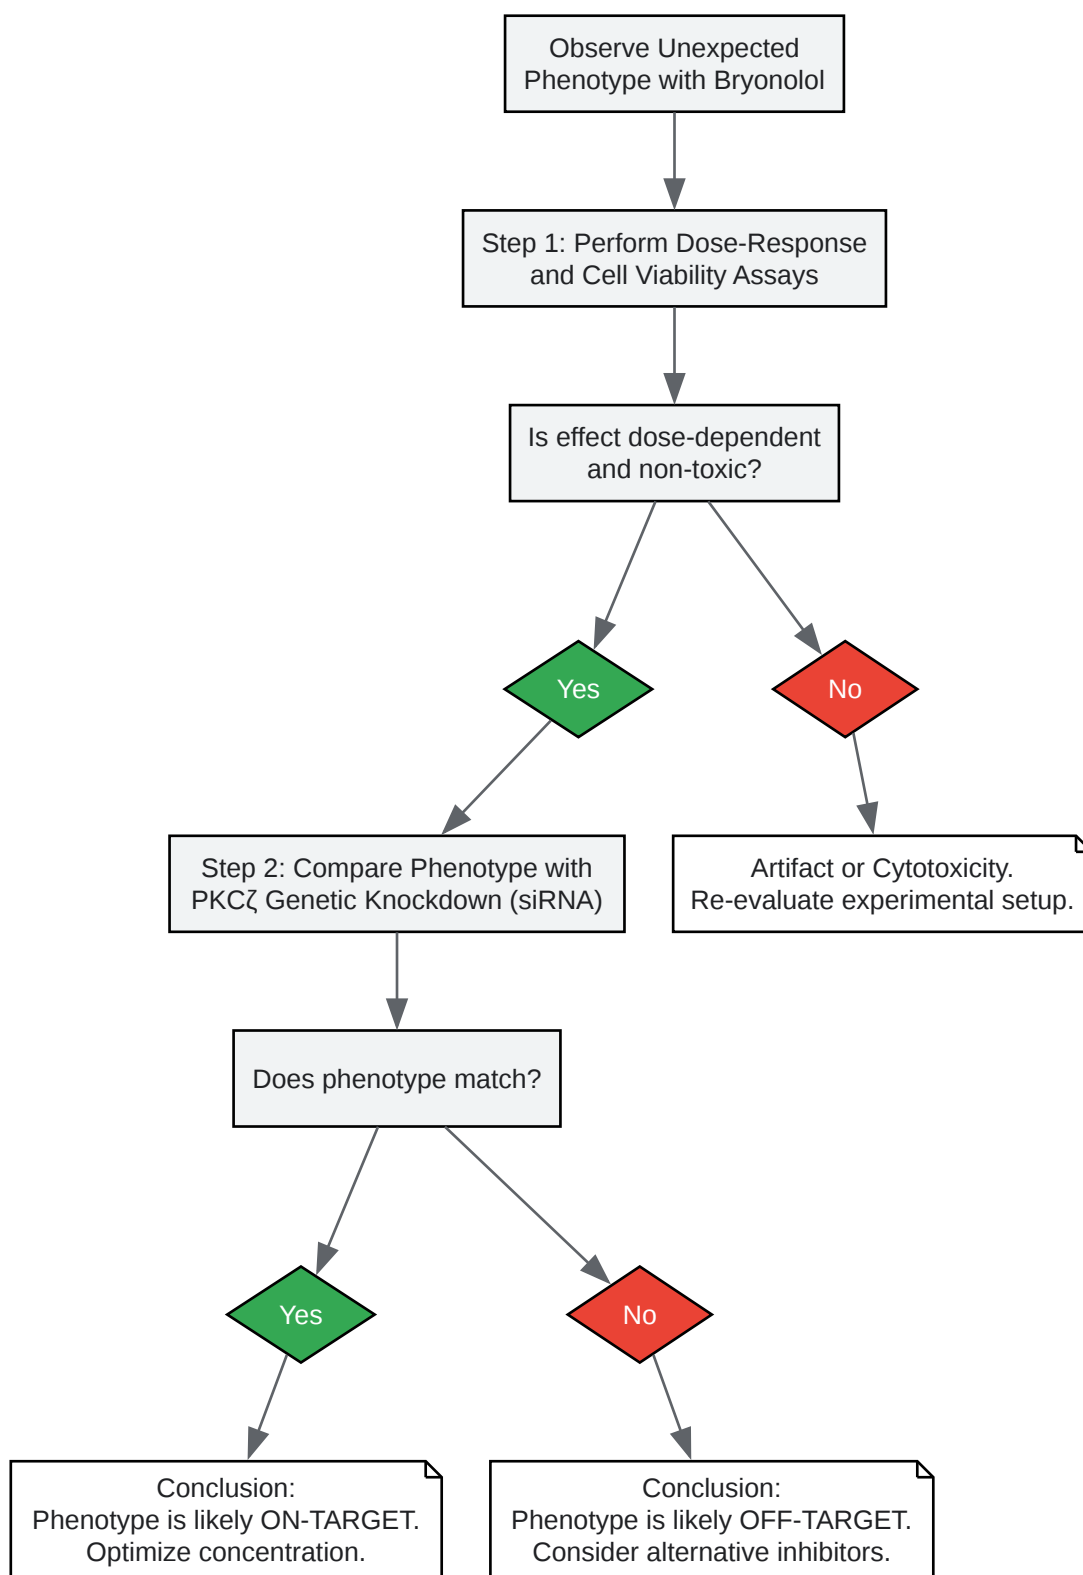 Observe Unexpected
Phenotype with Bryonolol
Step 1: Perform Dose-Response
and Cell Viability Assays
Is effect dose-dependent
and non-toxic?
Yes
No
Step 2: Compare Phenotype with
PKCζ Genetic Knockdown (siRNA)
Artifact or Cytotoxicity.
Re-evaluate experimental setup.
Does phenotype match?
Yes
No
Conclusion:
Phenotype is likely ON-TARGET.
Optimize concentration.
Conclusion:
Phenotype is likely OFF-TARGET.
Consider alternative inhibitors.